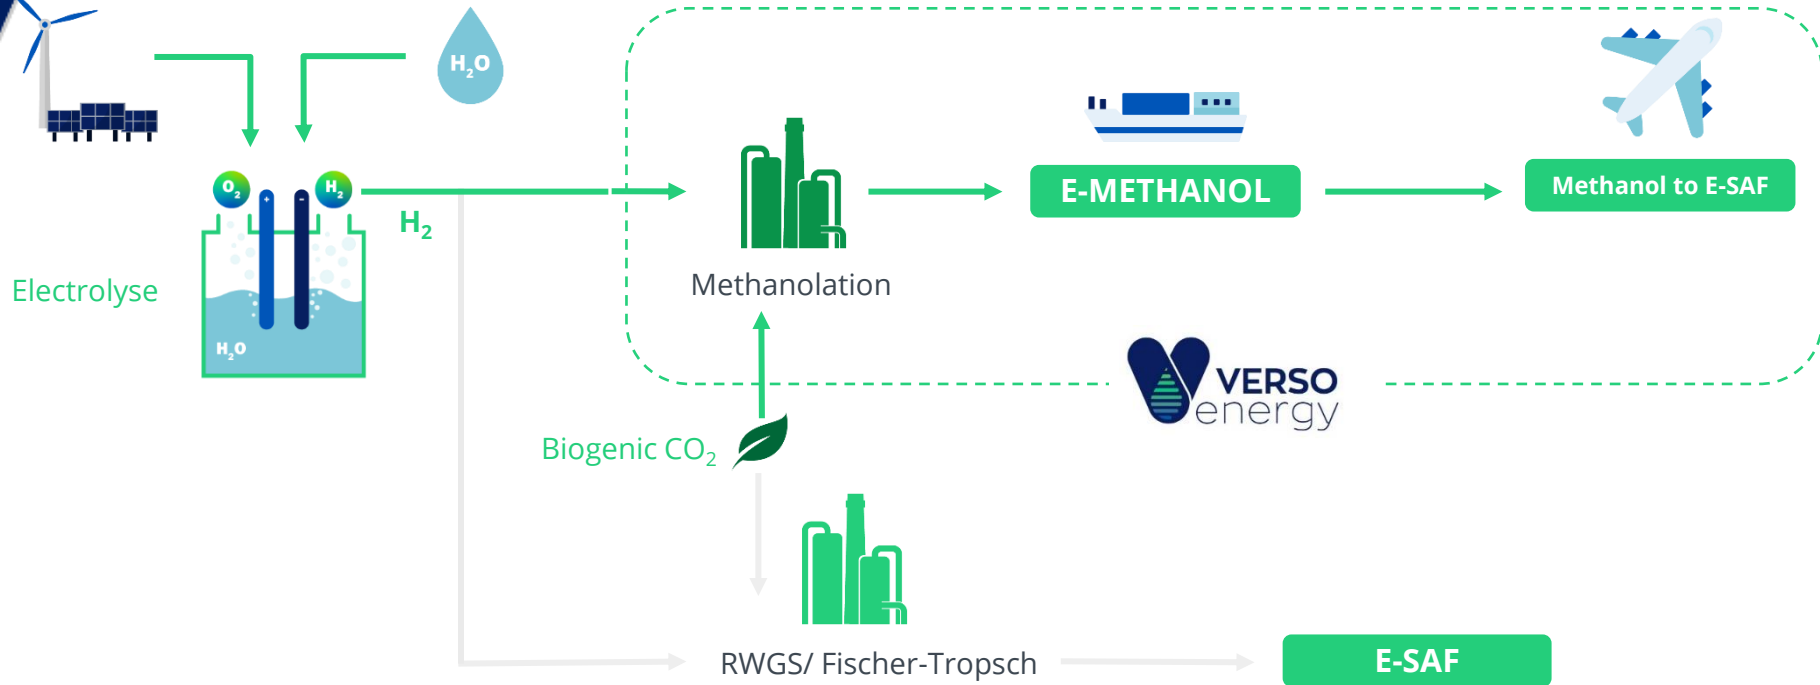 H₂O
O₂
H₂
+
-
H₂
Electrolyse
H₂O
Methanolation
E-METHANOL
Methanol to E-SAF
VERSO
energy
Biogenic CO₂
RWGS/ Fischer-Tropsch
E-SAF